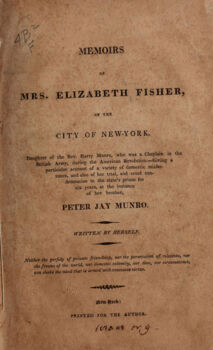 MEMOIRS
OF
MRS. ELIZABETH FISHER,
OF THE
CITY OF NEW-YORK,
Daughter of the Rev. Harry Munro, who was a Chaplain in the
British Army, during the American Revolution.—Giving a
particular account of a variety of domestic misfor-
tunes, and also of her trial, and cruel con-
demnation to the state's prison for
six years, at the instance
of her brother,
PETER JAY MUNRO.
WRITTEN BY HERSELF.
Neither the perfidy of private friendship, nor the persecution of relations, nor
the frowns of the world, nor domestic calamity, nor time, nor circumstance,
can shake the mind that is armed with conscious virtue.
New-York:
PRINTED FOR THE AUTHOR.